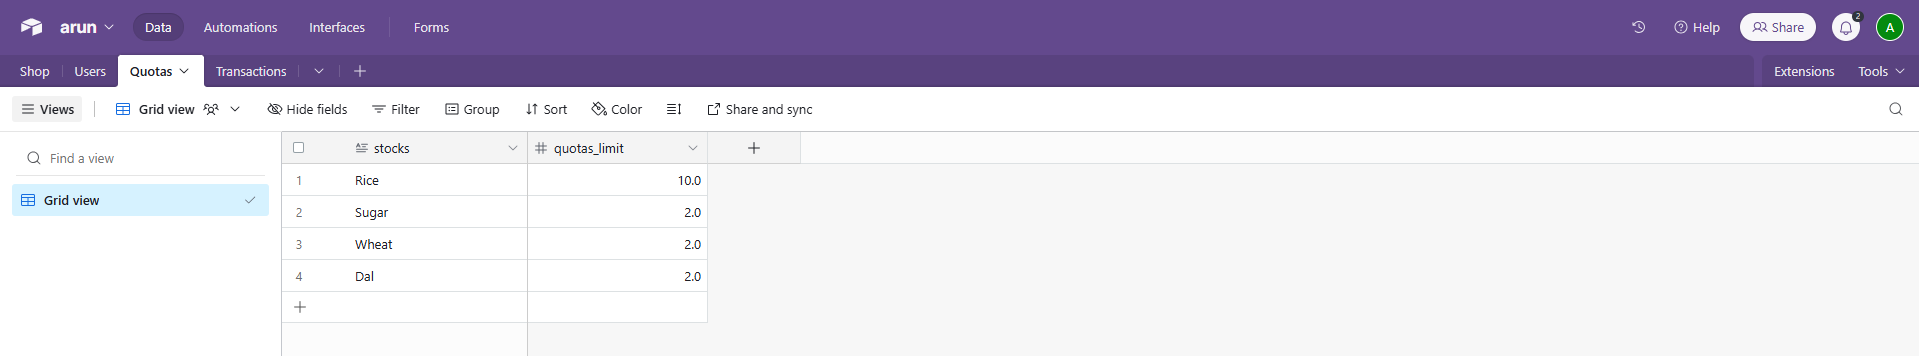 arun Data Automations Interfaces Forms Help Share 2 A
Shop Users Quotas Transactions Extensions Tools
Views Grid view Hide fields Filter Group Sort Color Share and sync
Find a view
Grid view
stocks quotas_limit
1 Rice 10.0
2 Sugar 2.0
3 Wheat 2.0
4 Dal 2.0